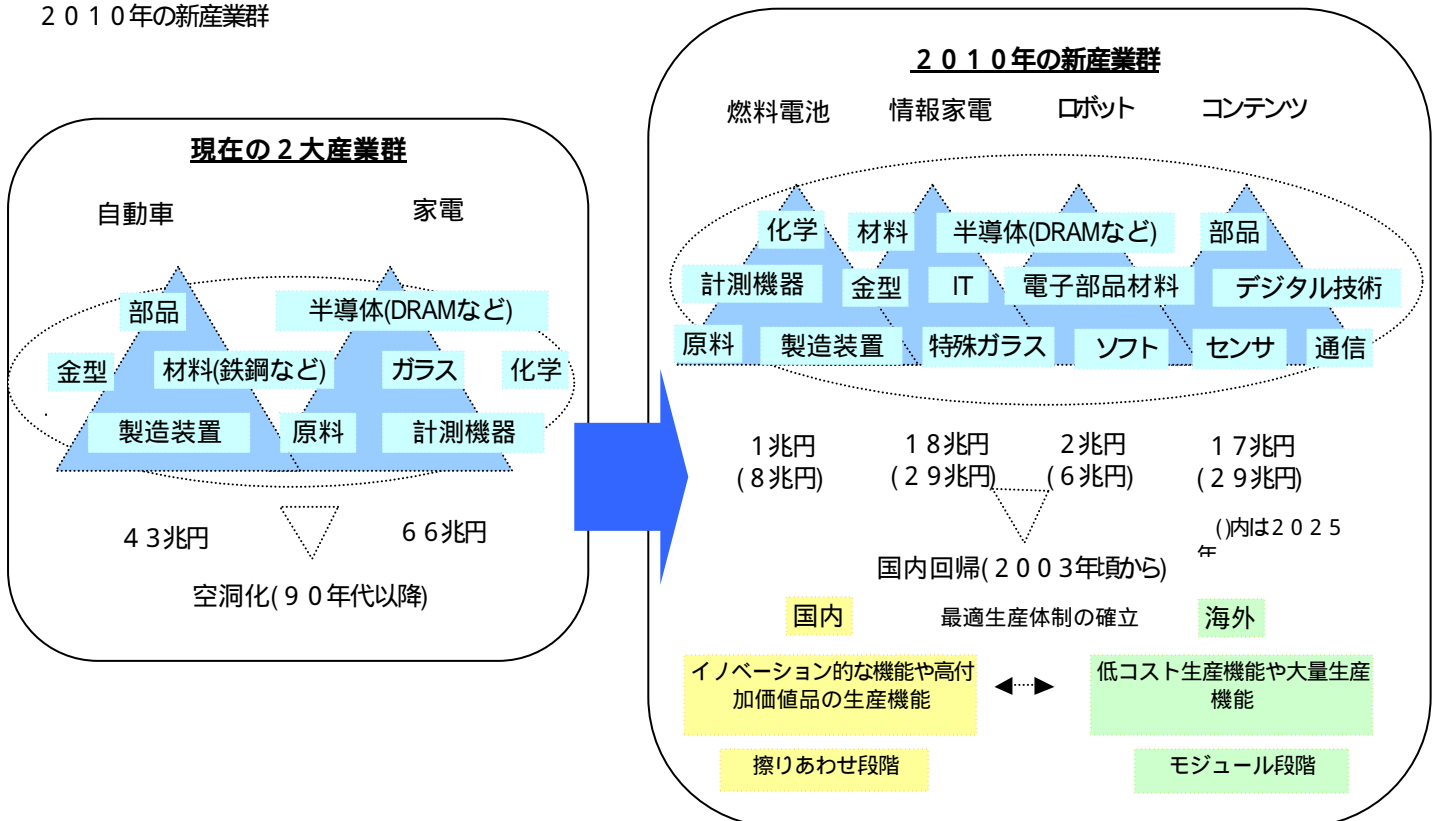 ２０１０年の新産業群
現在の２大産業群
自動車
家電
部品
半導体(DRAMなど)
金型
材料(鉄鋼など)
ガラス
化学
製造装置
原料
計測機器
４３兆円
６６兆円
空洞化(９０年代以降)
２０１０年の新産業群
燃料電池
情報家電
ロボット
コンテンツ
化学
材料
半導体(DRAMなど)
部品
計測機器
金型
IT
電子部品材料
デジタル技術
原料
製造装置
特殊ガラス
ソフト
センサ
通信
１兆円
(８兆円)
１８兆円
(２９兆円)
２兆円
(６兆円)
１７兆円
(２９兆円)
()内は２０２５
年
国内回帰(２００３年頃から)
国内
最適生産体制の確立
海外
イノベーション的な機能や高付
加価値品の生産機能
低コスト生産機能や大量生産
機能
擦りあわせ段階
モジュール段階